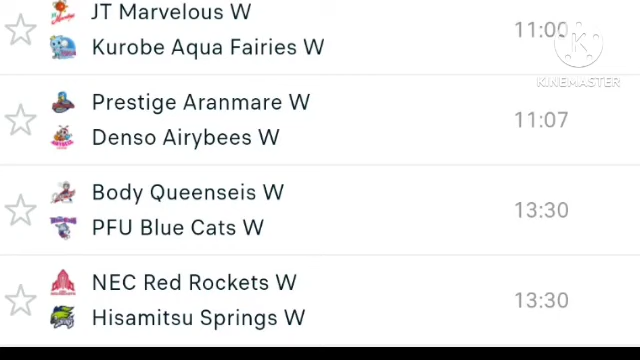 JT Marvelous W
Kurobe Aqua Fairies W
11:00
KINEMASTER
Prestige Aranmare W
Denso Airybees W
11:07
Body Queenseis W
PFU Blue Cats W
13:30
NEC Red Rockets W
Hisamitsu Springs W
13:30